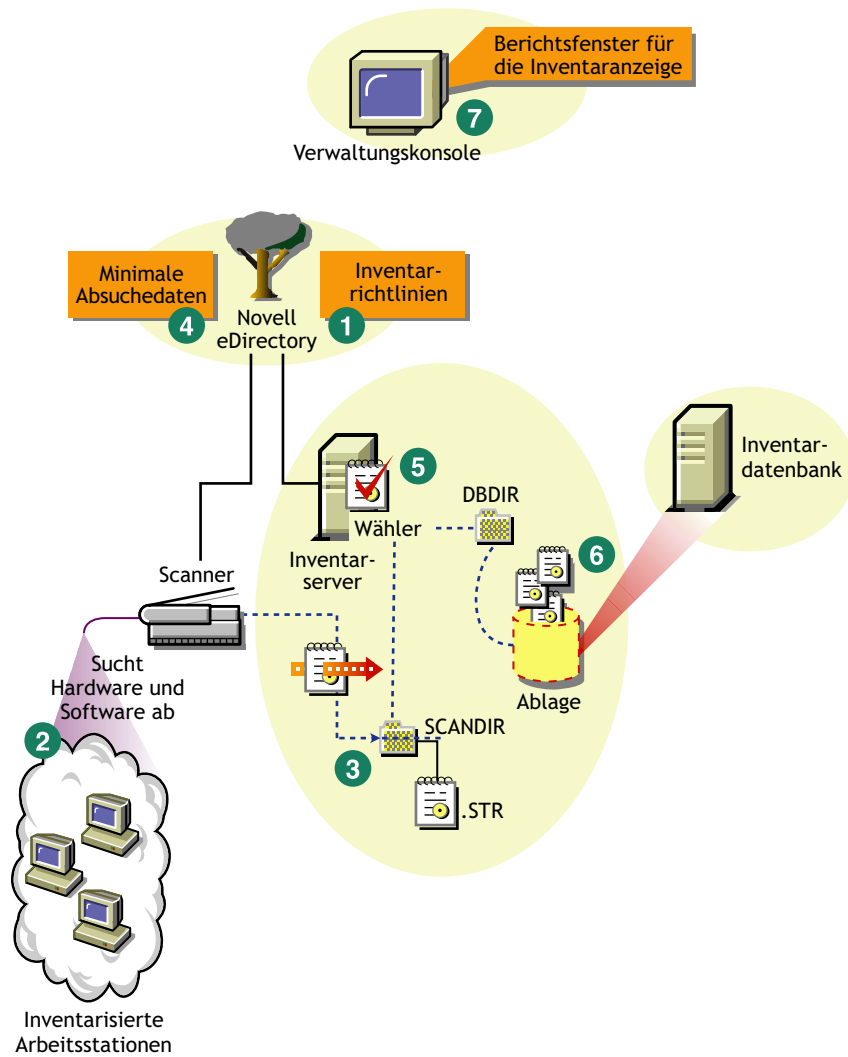 Berichtsfenster für
die Inventaranzeige
7
Verwaltungskonsole
Minimale
Absuchedaten
4
Novell
eDirectory
Inventar-
richtlinien
1
5
Wähler
Inventar-
server
DBDIR
6
Ablage
Inventar-
datenbank
Scanner
Sucht
Hardware und
Software ab
2
3
SCANDIR
.STR
Inventarisierte
Arbeitsstationen